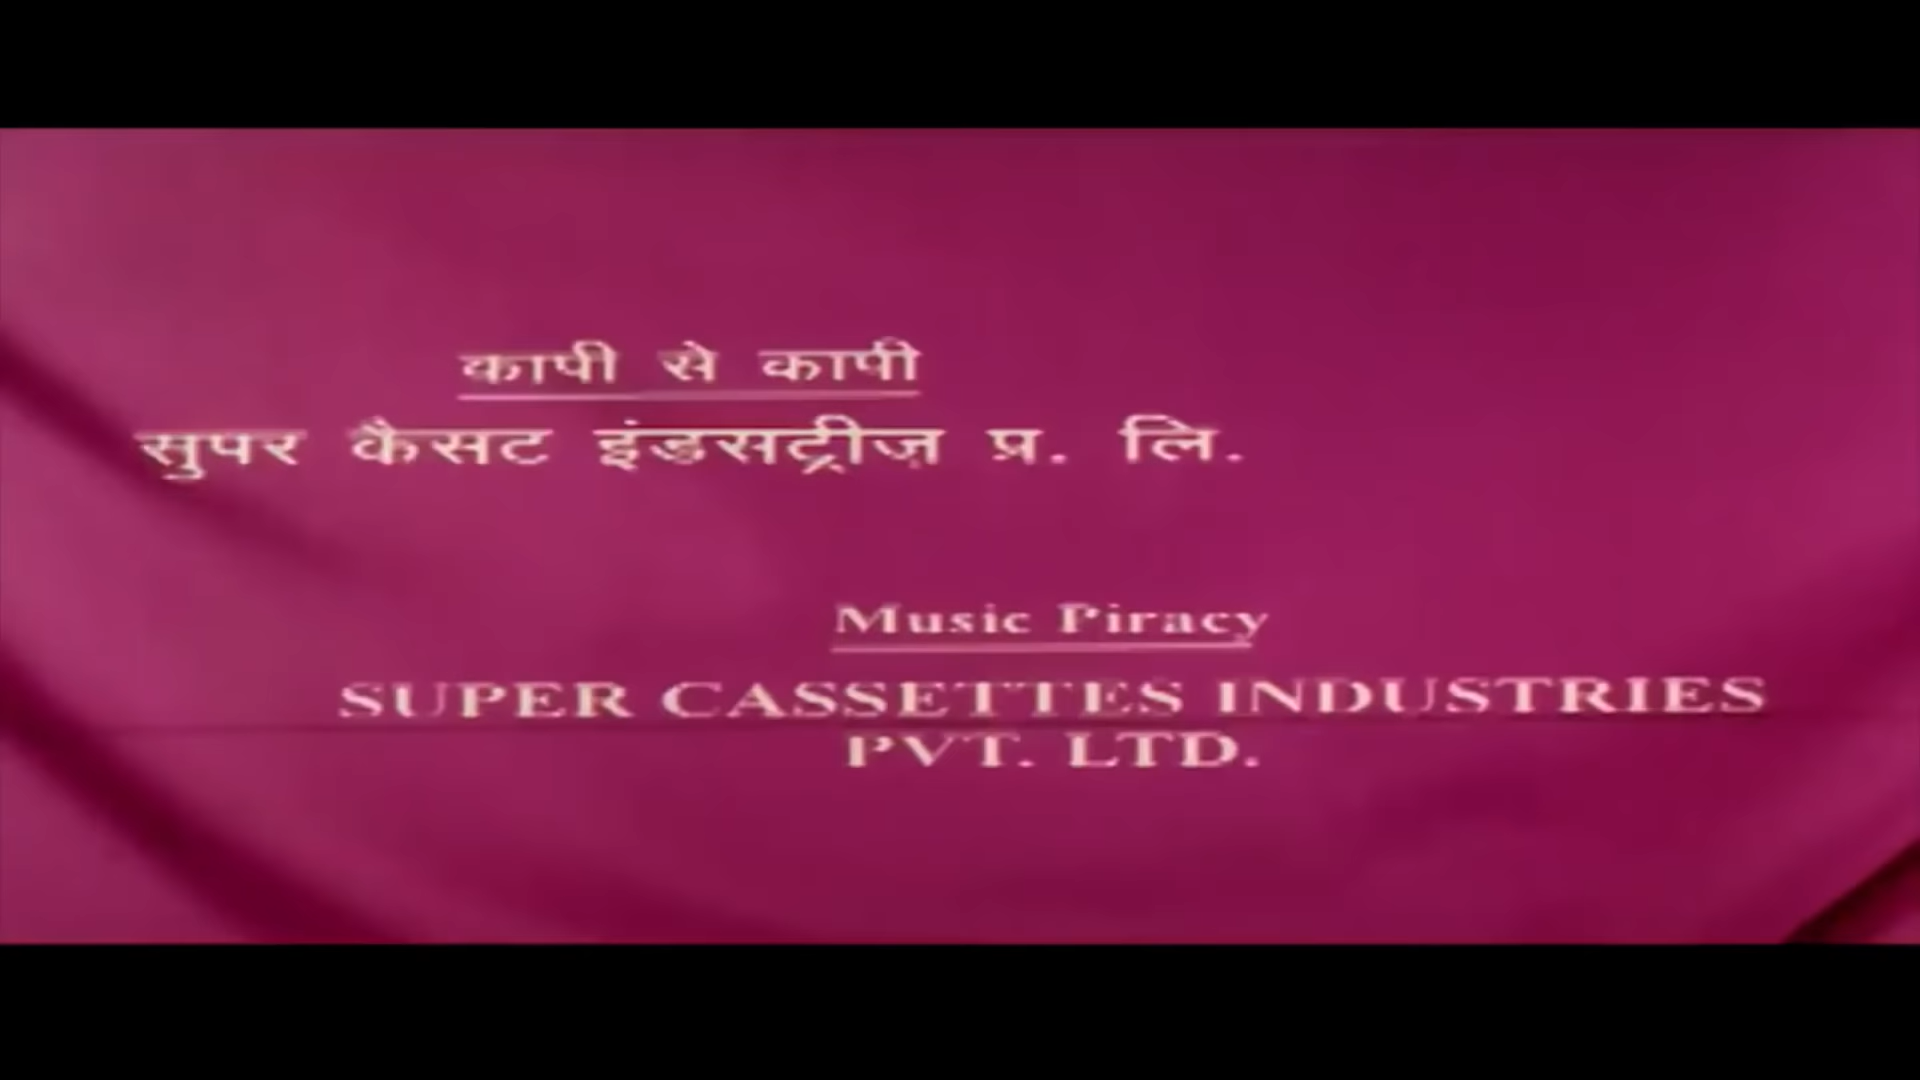 कापी से कापी
सुपर कैसट इंडसट्रीज़ प्र. लि.
Music Piracy
SUPER CASSETTES INDUSTRIES
PVT. LTD.